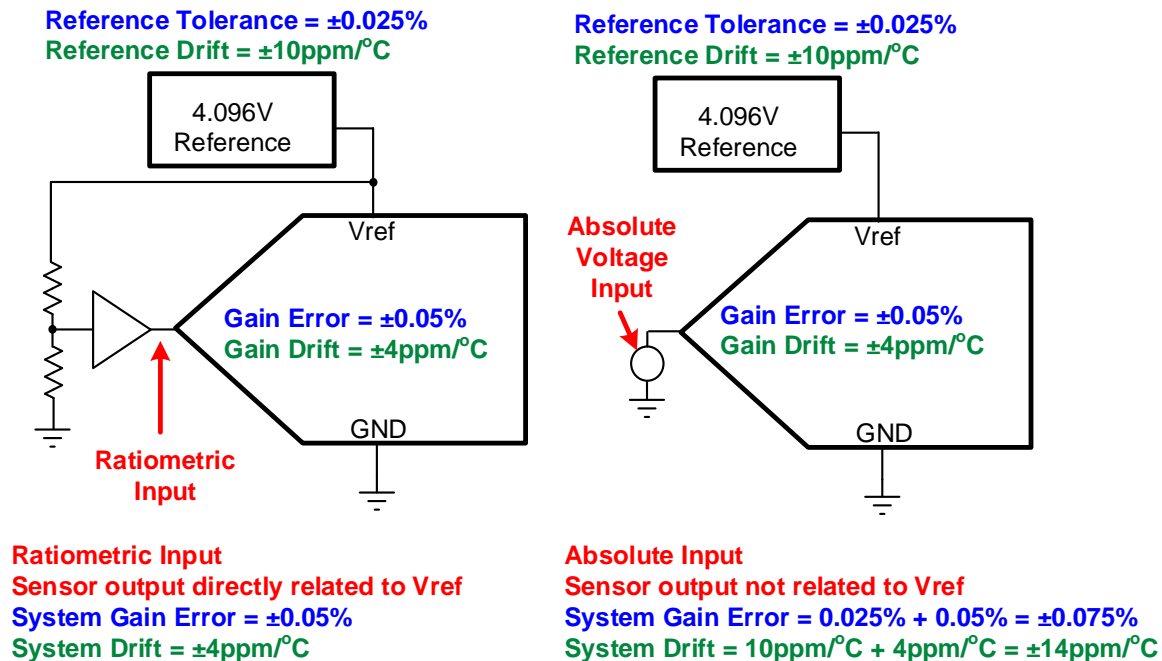 Reference Tolerance = ±0.025%
Reference Drift = ±10ppm/°C
4.096V
Reference
Vref
Gain Error = ±0.05%
Gain Drift = ±4ppm/°C
GND
Ratiometric
Input
Ratiometric Input
Sensor output directly related to Vref
System Gain Error = ±0.05%
System Drift = ±4ppm/°C
Reference Tolerance = ±0.025%
Reference Drift = ±10ppm/°C
4.096V
Reference
Absolute
Voltage
Input
Vref
Gain Error = ±0.05%
Gain Drift = ±4ppm/°C
GND
Absolute Input
Sensor output not related to Vref
System Gain Error = 0.025% + 0.05% = ±0.075%
System Drift = 10ppm/°C + 4ppm/°C = ±14ppm/°C